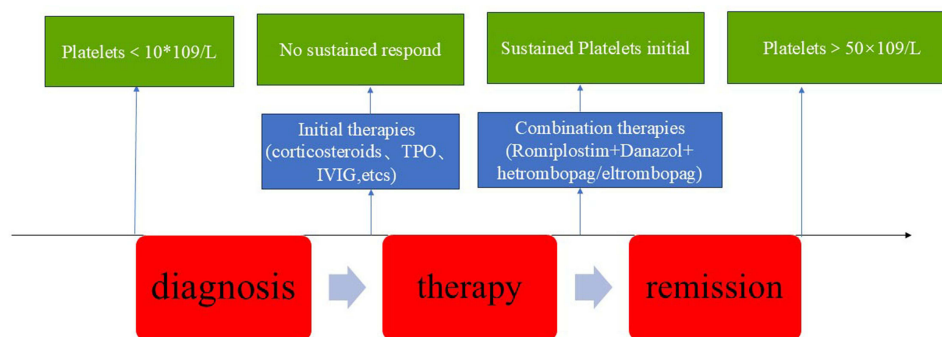 Platelets < 10*109/L
No sustained respond
Sustained Platelets initial
Platelets > 50×109/L
Initial therapies
(corticosteroids、TPO、
IVIG,etcs)
Combination therapies
(Romiplostim+Danazol+
hetrombopag/eltrombopag)
diagnosis
therapy
remission